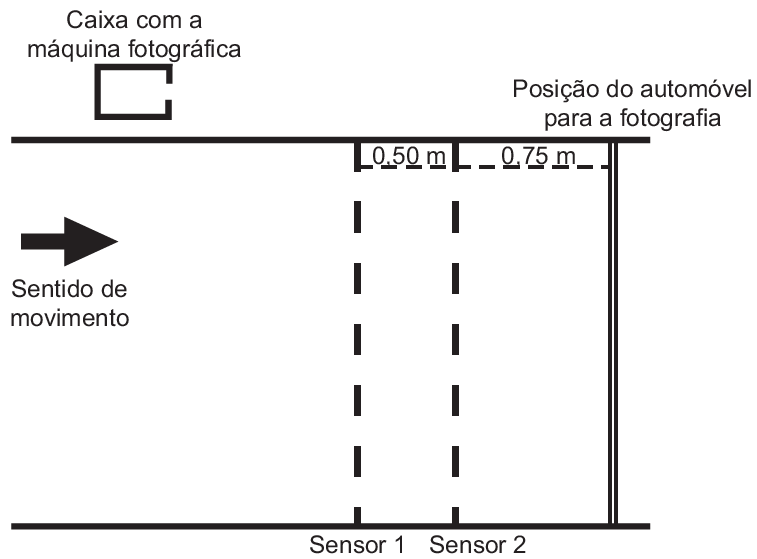 Caixa com a
máquina fotográfica
Posição do automóvel
para a fotografia
0,50 m
0,75 m
Sentido de
movimento
Sensor 1
Sensor 2